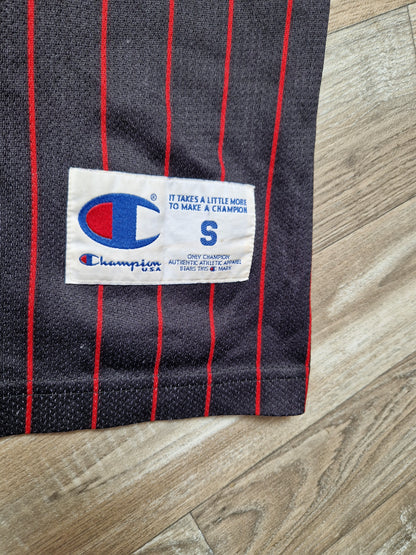 IT TAKES A LITTLE MORE
TO MAKE A CHAMPION
®
S
Champion
U.S.A
ONLY CHAMPION
AUTHENTIC ATHLETIC APPAREL
BEARS THIS C MARK